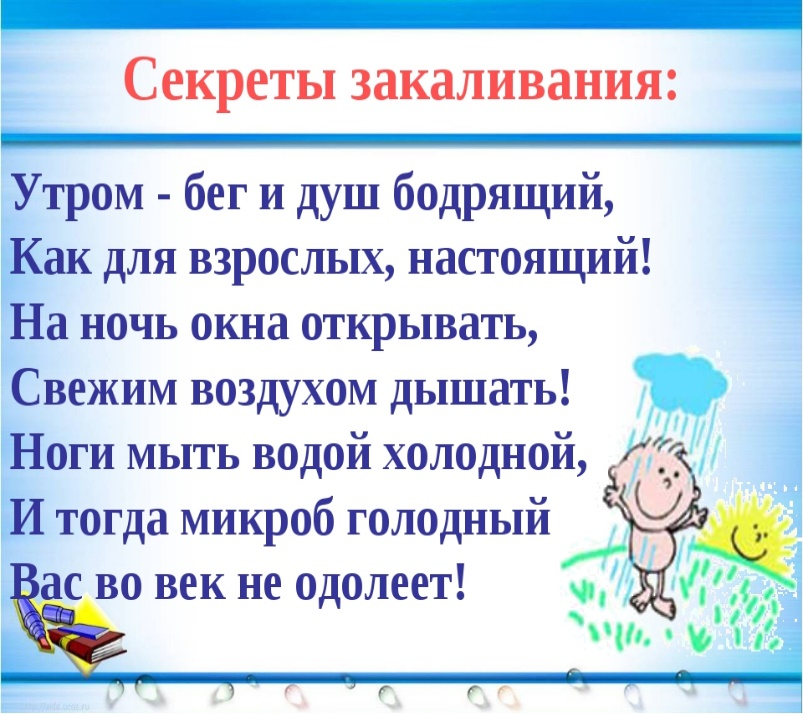 Секреты закаливания:
Утром - бег и душ бодрящий,
Как для взрослых, настоящий!
На ночь окна открывать,
Свежим воздухом дышать!
Ноги мыть водой холодной,
И тогда микроб голодный
Вас во век не одолеет!